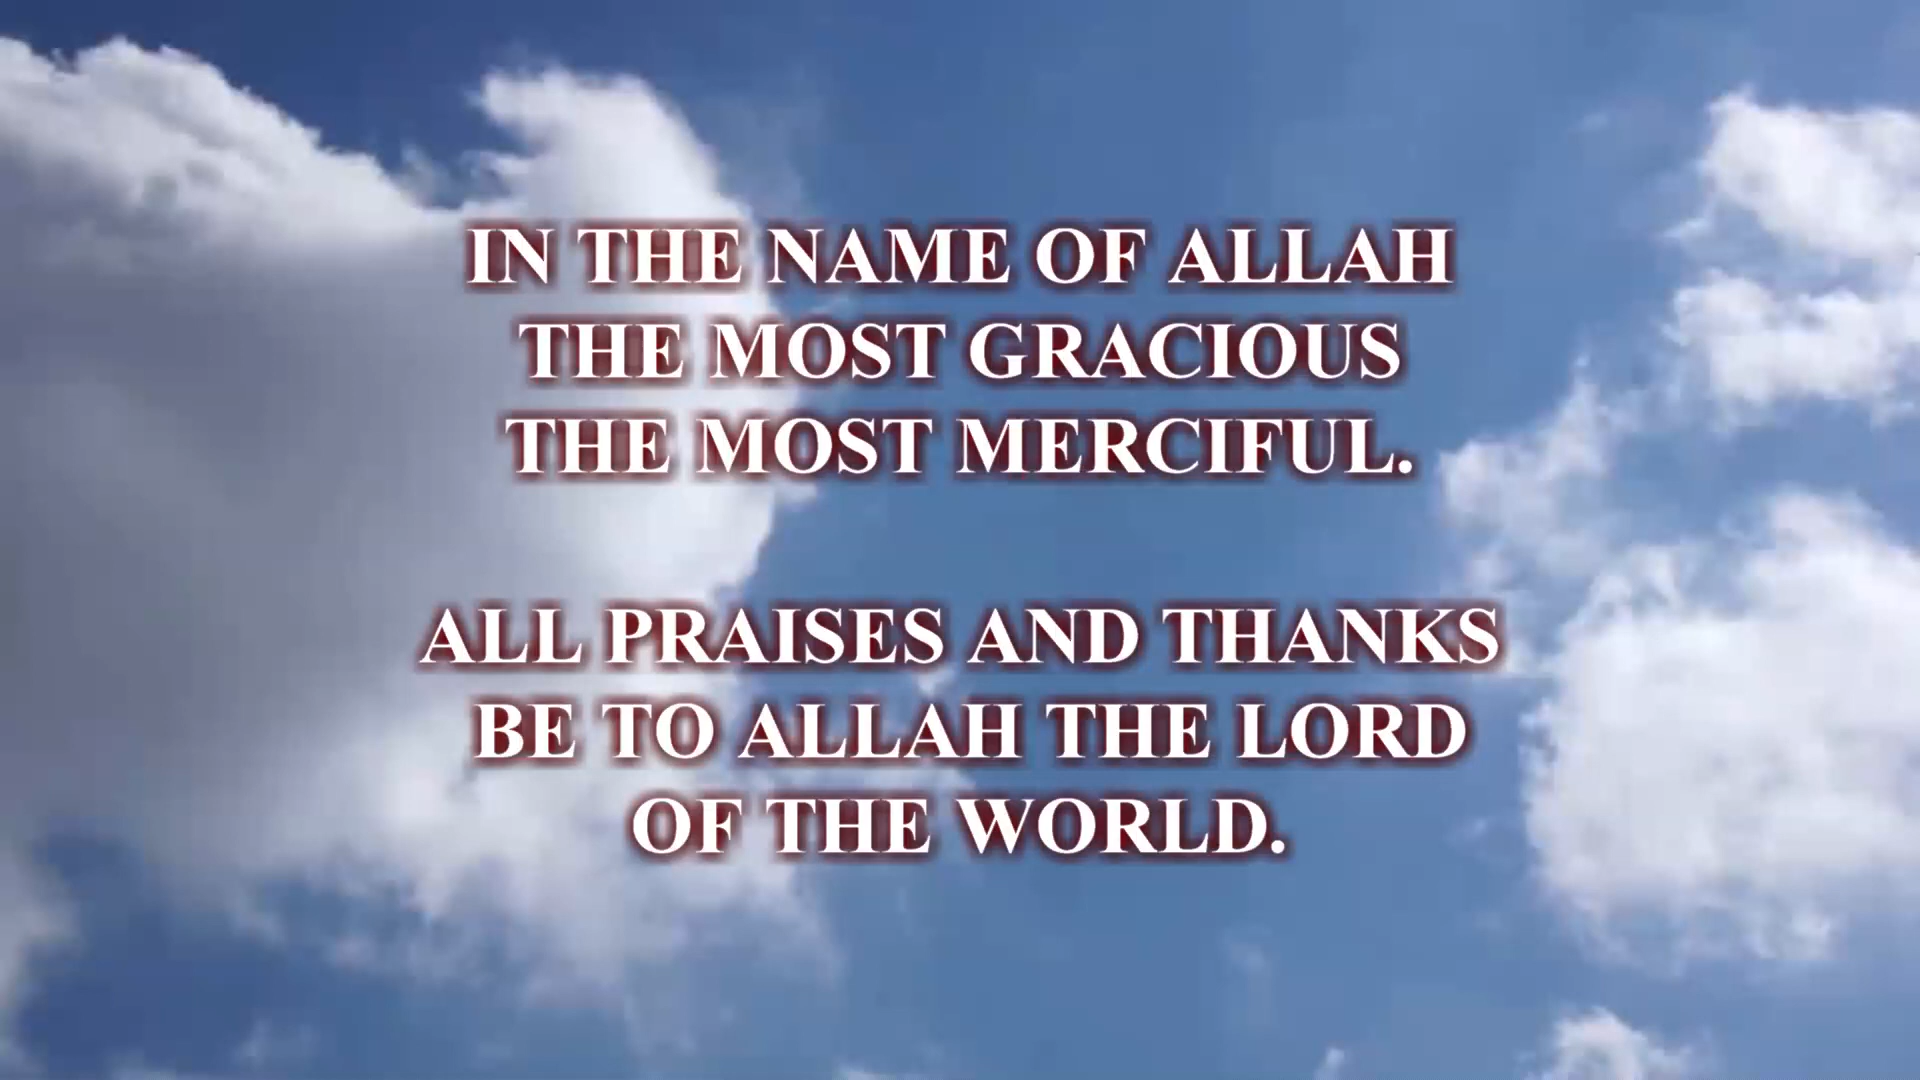 IN THE NAME OF ALLAH
THE MOST GRACIOUS
THE MOST MERCIFUL.
ALL PRAISES AND THANKS
BE TO ALLAH THE LORD
OF THE WORLD.